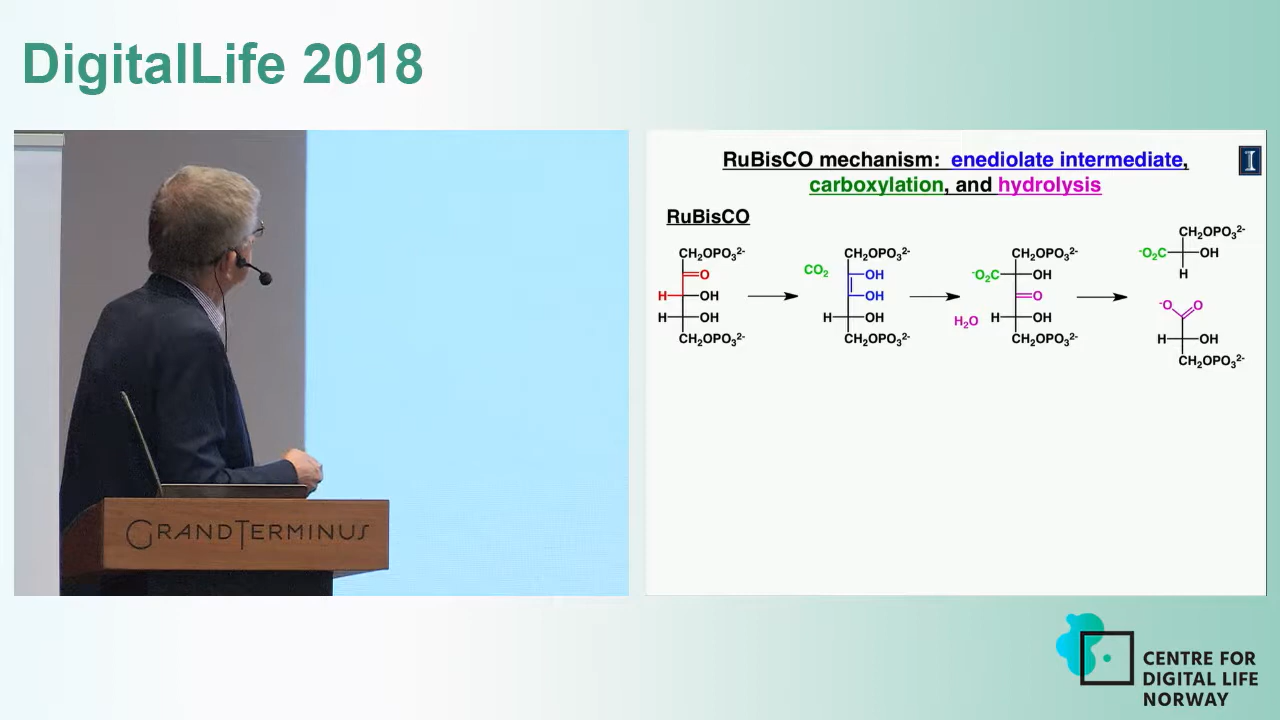 DigitalLife 2018
GRANDTERMINUS
RuBisCO mechanism: enediolate intermediate,
carboxylation, and hydrolysis
I
RuBisCO
CH₂OPO₃²⁻
O
H OH
H OH
CH₂OPO₃²⁻
CO₂
CH₂OPO₃²⁻
OH
OH
H OH
CH₂OPO₃²⁻
H₂O
CH₂OPO₃²⁻
⁻O₂C OH
O
H OH
CH₂OPO₃²⁻
CH₂OPO₃²⁻
⁻O₂C OH
H
⁻O O
H OH
CH₂OPO₃²⁻
CENTRE FOR
DIGITAL LIFE
NORWAY